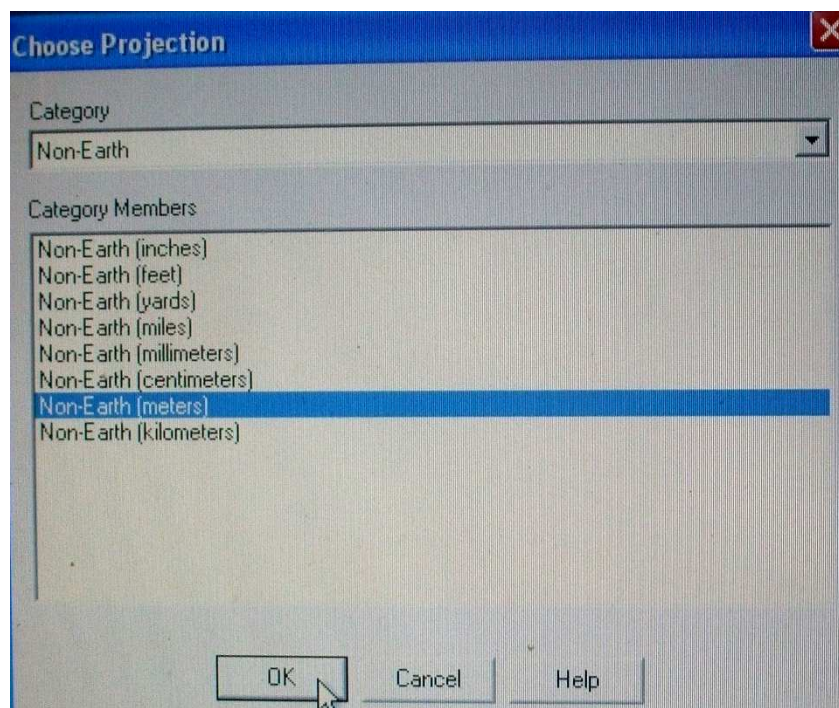 Choose Projection
Category
Non-Earth
Category Members
Non-Earth (inches)
Non-Earth (feet)
Non-Earth (yards)
Non-Earth (miles)
Non-Earth (millimeters)
Non-Earth (centimeters)
Non-Earth (meters)
Non-Earth (kilometers)
OK Cancel Help